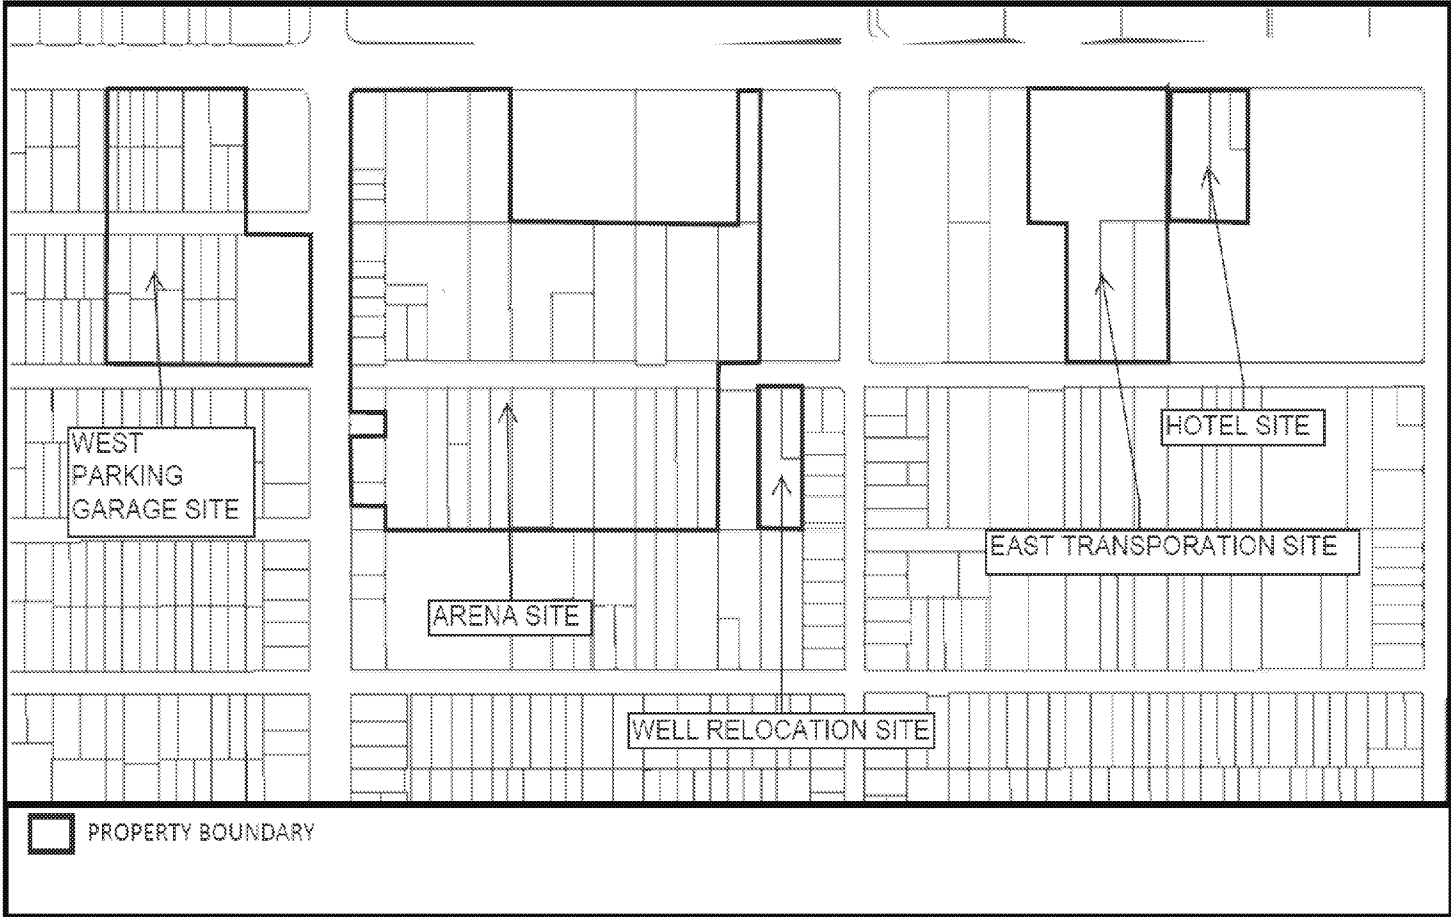 HOTEL SITE
WEST
PARKING
GARAGE SITE
EAST TRANSPORATION SITE
ARENA SITE
WELL RELOCATION SITE
PROPERTY BOUNDARY